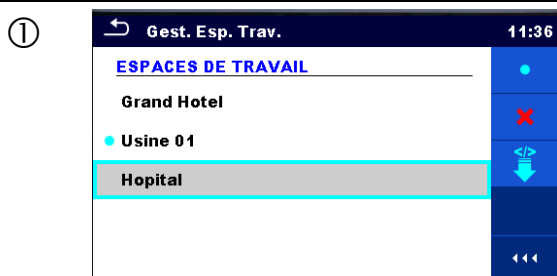 ①
Gest. Esp. Trav. 11:36
ESPACES DE TRAVAIL
Grand Hotel
Usine 01
Hopital
</>